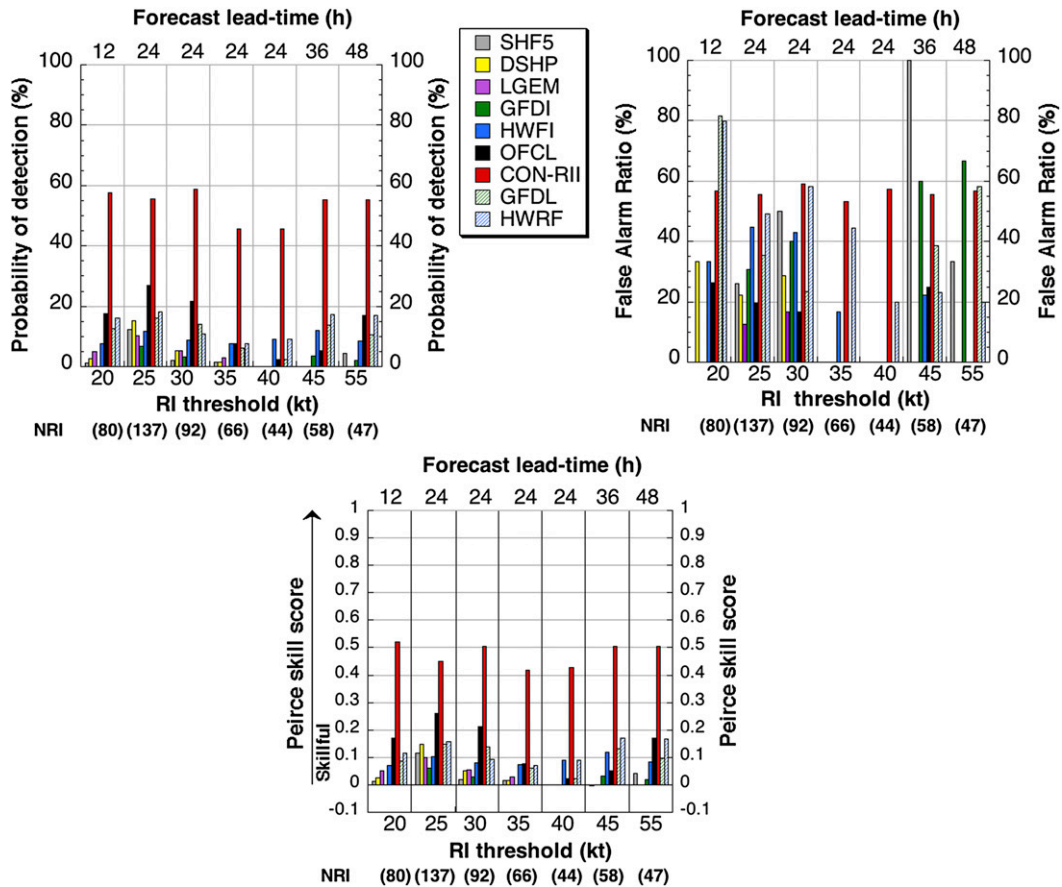 Forecast lead-time (h)
12 24 24 24 24 36 48
100 100
80 80
60 60
40 40
20 20
0 0
Probability of detection (%)
Probability of detection (%)
20 25 30 35 40 45 55
RI threshold (kt)
NRI (80) (137) (92) (66) (44) (58) (47)
SHF5
DSHP
LGEM
GFDI
HWFI
OFCL
CON-RII
GFDL
HWRF
Forecast lead-time (h)
12 24 24 24 24 36 48
100 100
80 80
60 60
40 40
20 20
0 0
False Alarm Ratio (%)
False Alarm Ratio (%)
20 25 30 35 40 45 55
RI threshold (kt)
NRI (80) (137) (92) (66) (44) (58) (47)
Forecast lead-time (h)
12 24 24 24 24 36 48
1 1
0.9 0.9
0.8 0.8
0.7 0.7
0.6 0.6
0.5 0.5
0.4 0.4
0.3 0.3
0.2 0.2
0.1 0.1
0 0
-0.1 -0.1
Peirce skill score
Skillful
Peirce skill score
20 25 30 35 40 45 55
RI threshold (kt)
NRI (80) (137) (92) (66) (44) (58) (47)